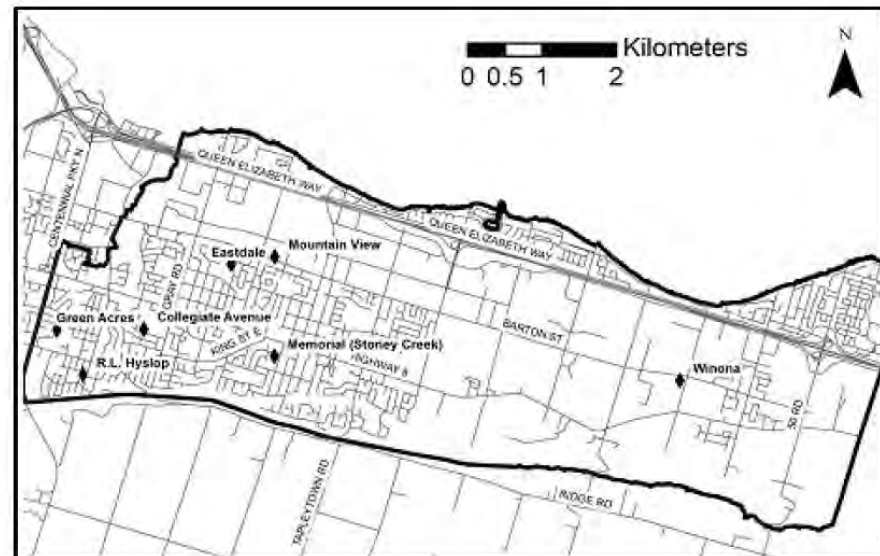 N
Kilometers
0 0.5 1 2
QUEEN ELIZABETH WAY
CENTENNIAL PKY N
QUEEN ELIZABETH WAY
Mountain View
Eastdale
GRAY RD
Green Acres
Collegiate Avenue
BARTON ST
KING ST E
Memorial (Stoney Creek)
HIGHWAY 8
R.L. Hyslop
Winona
50 RD
TAPLEYTOWN RD
RIDGE RD